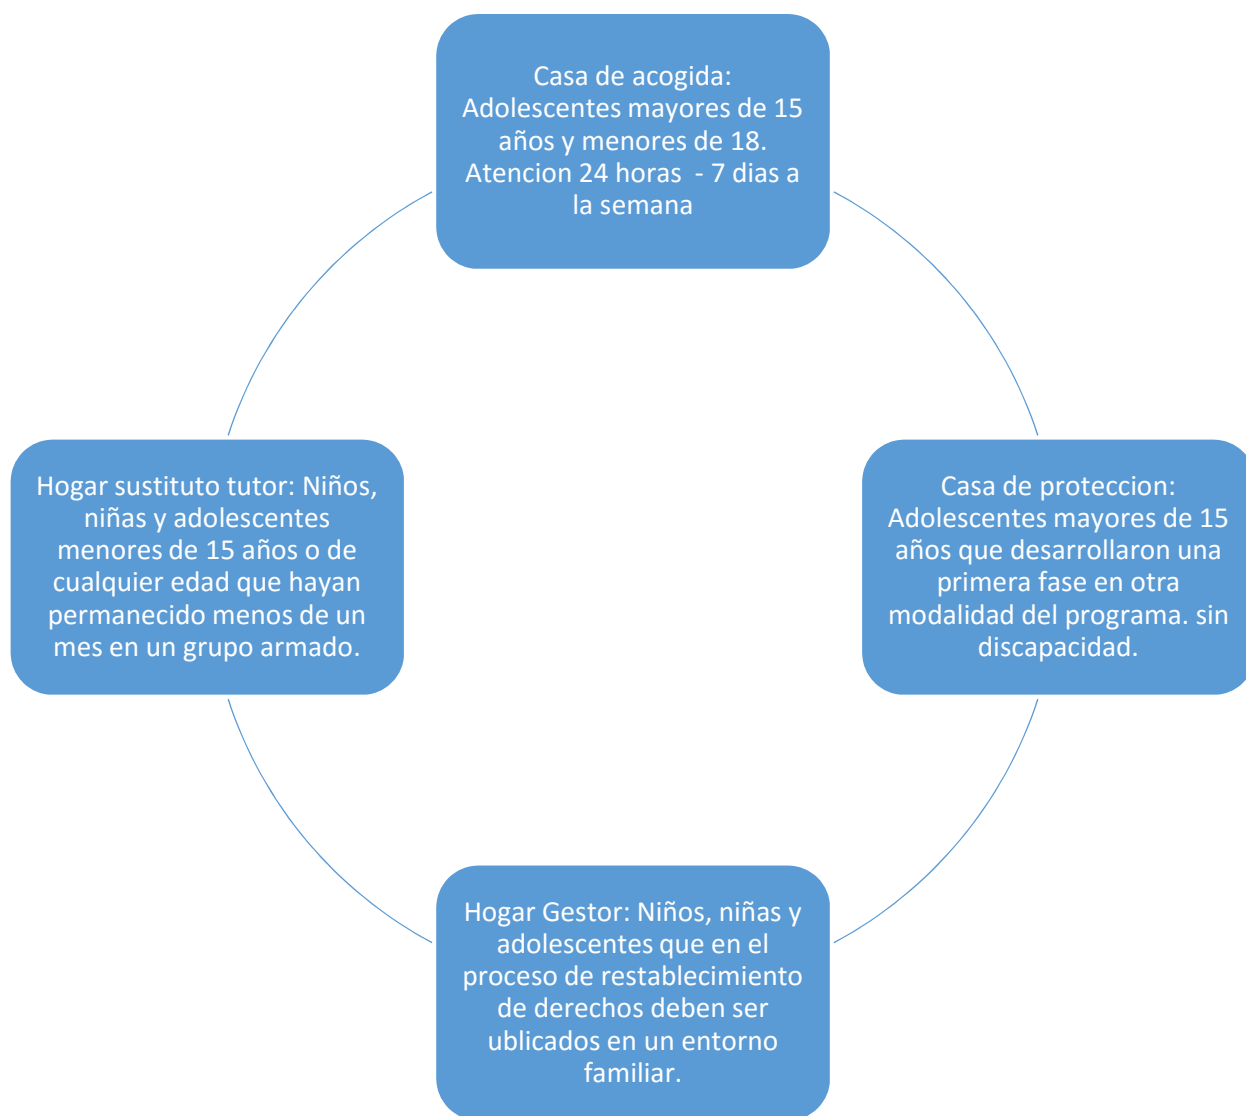 Casa de acogida:
Adolescentes mayores de 15
años y menores de 18.
Atencion 24 horas - 7 dias a
la semana
Hogar sustituto tutor: Niños,
niñas y adolescentes
menores de 15 años o de
cualquier edad que hayan
permanecido menos de un
mes en un grupo armado.
Casa de proteccion:
Adolescentes mayores de 15
años que desarrollaron una
primera fase en otra
modalidad del programa. sin
discapacidad.
Hogar Gestor: Niños, niñas y
adolescentes que en el
proceso de restablecimiento
de derechos deben ser
ublicados en un entorno
familiar.